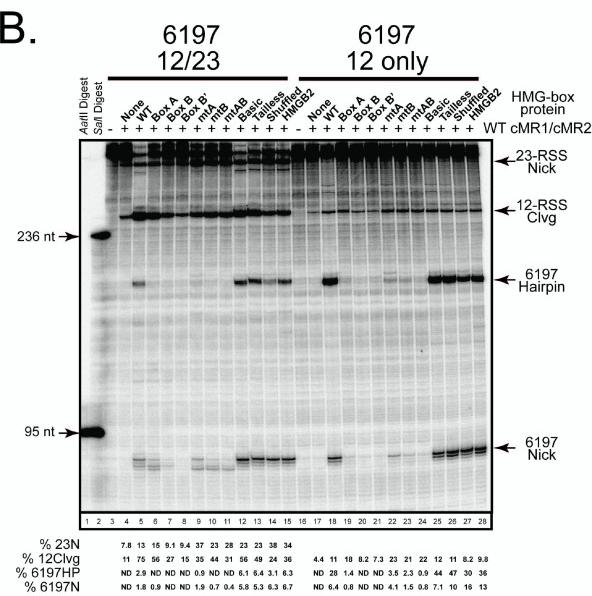 B.
6197
12/23
6197
12 only
AatII Digest
SalI Digest
None
WT
Box A
Box B
Box B'
mtA
mtB
mtAB
Basic
Tailless
Shuffled
HMGB2
None
WT
Box A
Box B
Box B'
mtA
mtB
mtAB
Basic
Tailless
Shuffled
HMGB2
HMG-box
protein
- + + + + + + + + + + + + - + + + + + + + + + + + + WT cMR1/cMR2
23-RSS
Nick
12-RSS
Clvg
236 nt
6197
Hairpin
95 nt
6197
Nick
1 2 3 4 5 6 7 8 9 10 11 12 13 14 15 16 17 18 19 20 21 22 23 24 25 26 27 28
% 23N 7.8 13 15 9.1 9.4 37 23 28 23 23 38 34
% 12Clvg 11 75 56 27 15 35 44 31 56 49 24 36 4.4 11 18 8.2 7.3 23 21 22 12 11 8.2 9.8
% 6197HP ND 2.9 ND ND ND 0.9 ND ND 6.1 6.4 3.1 6.3 ND 28 1.4 ND ND 3.5 2.3 0.9 44 47 30 36
% 6197N ND 1.8 0.9 ND ND 1.9 0.7 0.4 5.8 5.3 6.3 6.7 ND 6.4 0.8 ND ND 4.1 1.5 0.8 7.1 10 16 13